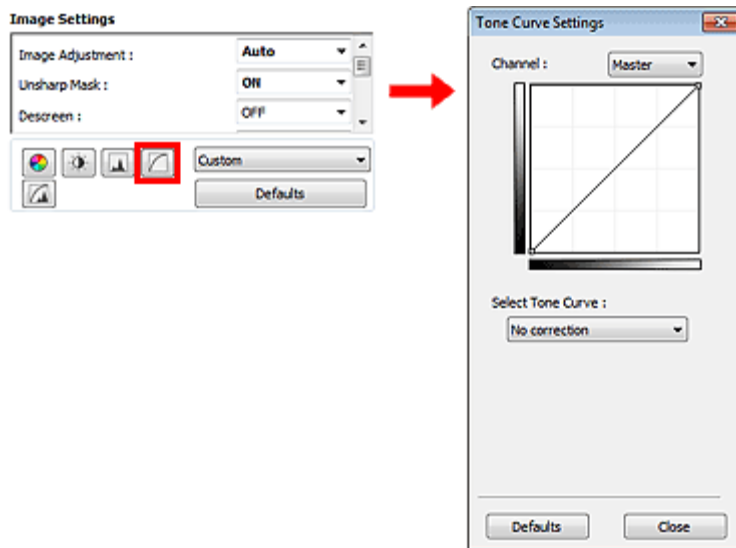 Image Settings
Image Adjustment :
Auto
Unsharp Mask :
ON
Descreen :
OFF
Custom
Defaults
Tone Curve Settings
Channel :
Master
Select Tone Curve :
No correction
Defaults
Close